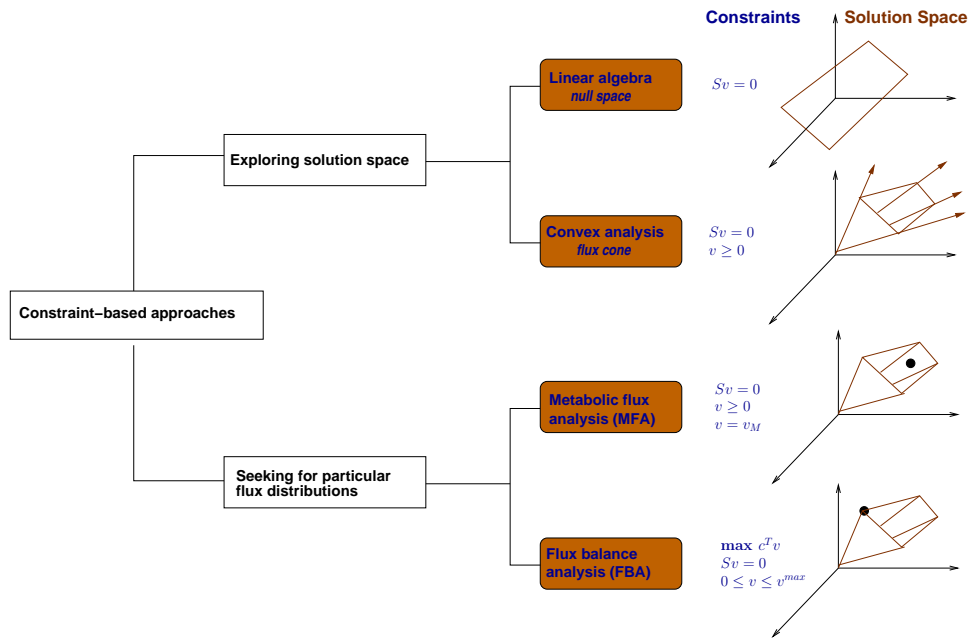 Constraints
Solution Space
Linear algebra
null space
Sv = 0
Exploring solution space
Convex analysis
flux cone
Sv = 0
v ≥ 0
Constraint–based approaches
Metabolic flux
analysis (MFA)
Sv = 0
v ≥ 0
v = v_M
Seeking for particular
flux distributions
Flux balance
analysis (FBA)
max c^T v
Sv = 0
0 ≤ v ≤ v^max